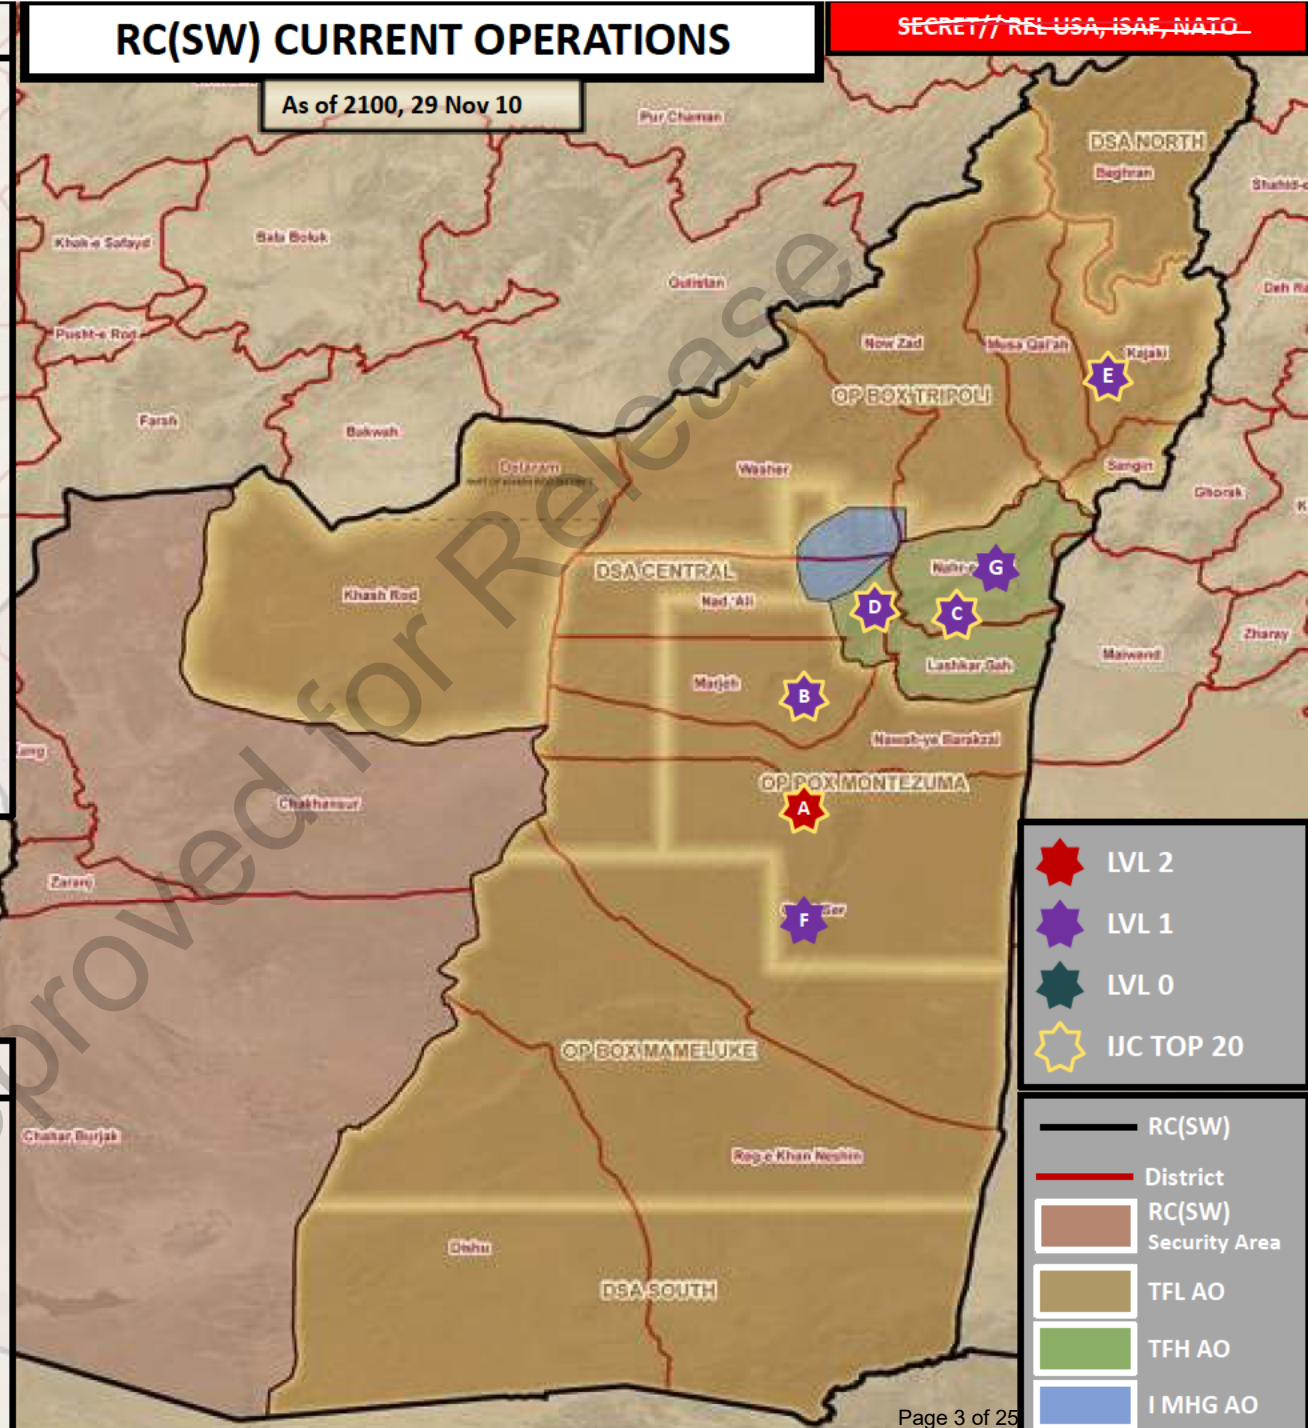 RC(SW) CURRENT OPERATIONS
SECRET// REL USA, ISAF, NATO
As of 2100, 29 Nov 10
Pur Chaman
DSA NORTH
Baghran
Khak-e Safayd
Bala Boluk
Gulistan
Pusht-e Rod
Now Zad
Musa Qal'ah
Kajaki
E
OP BOX TRIPOLI
Farah
Bakwah
Delaram
Washer
Sangin
Ghorak
DSA CENTRAL
Nad 'Ali
Khash Rod
G
D
C
Zharay
Maiwand
Lashkar Gah
Marjeh
B
Nawah-ye Barakzai
OP BOX MONTEZUMA
A
Chakhansur
Zaranj
F
OP BOX MAMELUKE
Chahar Burjak
Reg-e Khan Neshin
Dishu
DSA SOUTH
LVL 2
LVL 1
LVL 0
IJC TOP 20
RC(SW)
District
RC(SW)
Security Area
TFL AO
TFH AO
I MHG AO
Approved for Release
Page 3 of 25